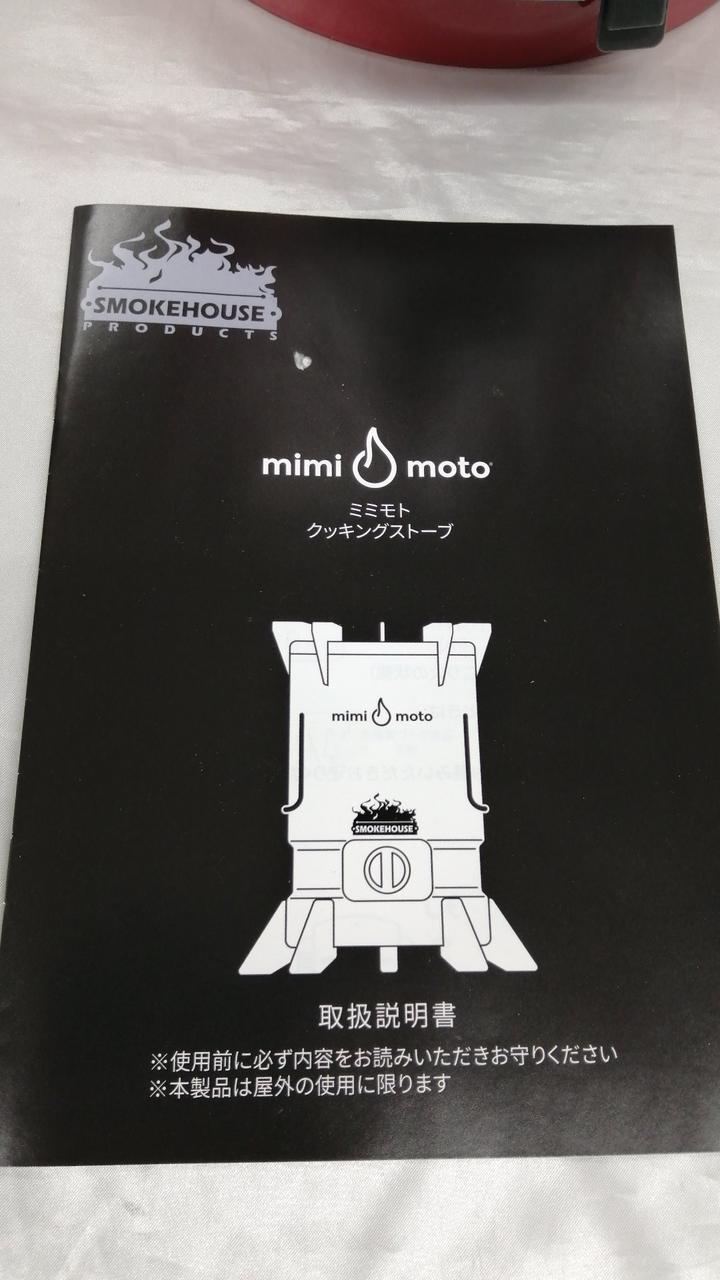 SMOKEHOUSE
PRODUCTS
mimi moto
ミミモト
クッキングストーブ
mimi moto
SMOKEHOUSE
取扱説明書
※使用前に必ず内容をお読みいただきお守りください
※本製品は屋外の使用に限ります